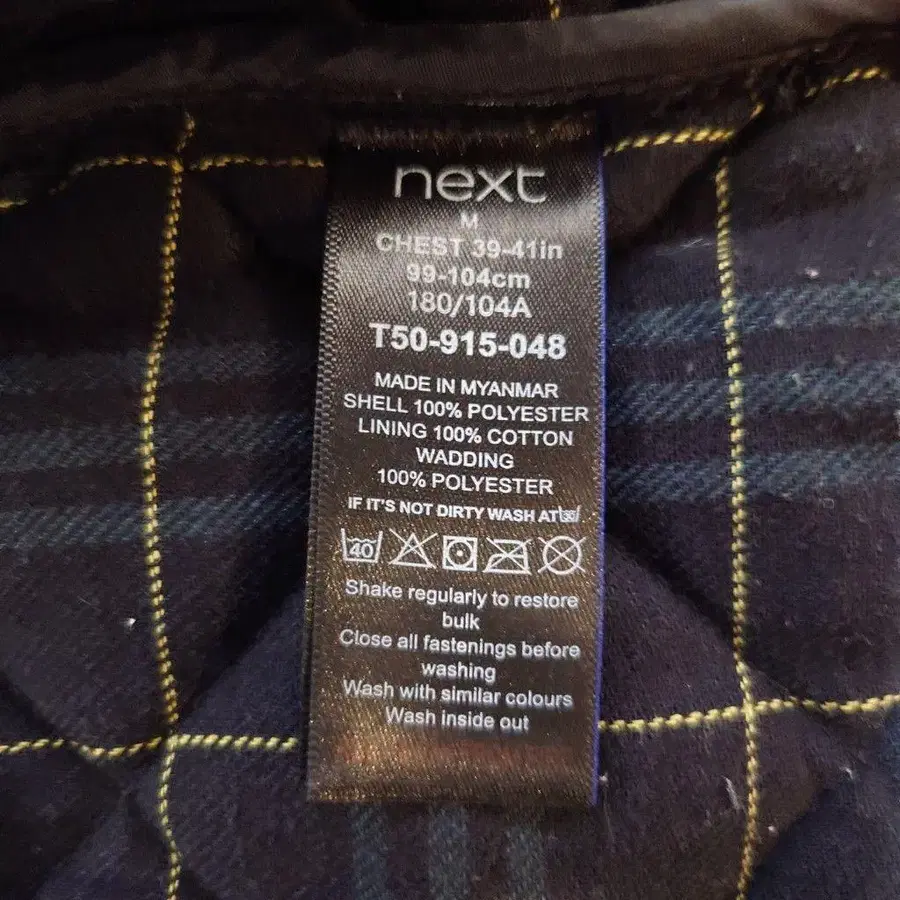 next
M
CHEST 39-41in
99-104cm
180/104A
T50-915-048
MADE IN MYANMAR
SHELL 100% POLYESTER
LINING 100% COTTON
WADDING
100% POLYESTER
IF IT'S NOT DIRTY WASH AT 30
40
Shake regularly to restore
bulk
Close all fastenings before
washing
Wash with similar colours
Wash inside out